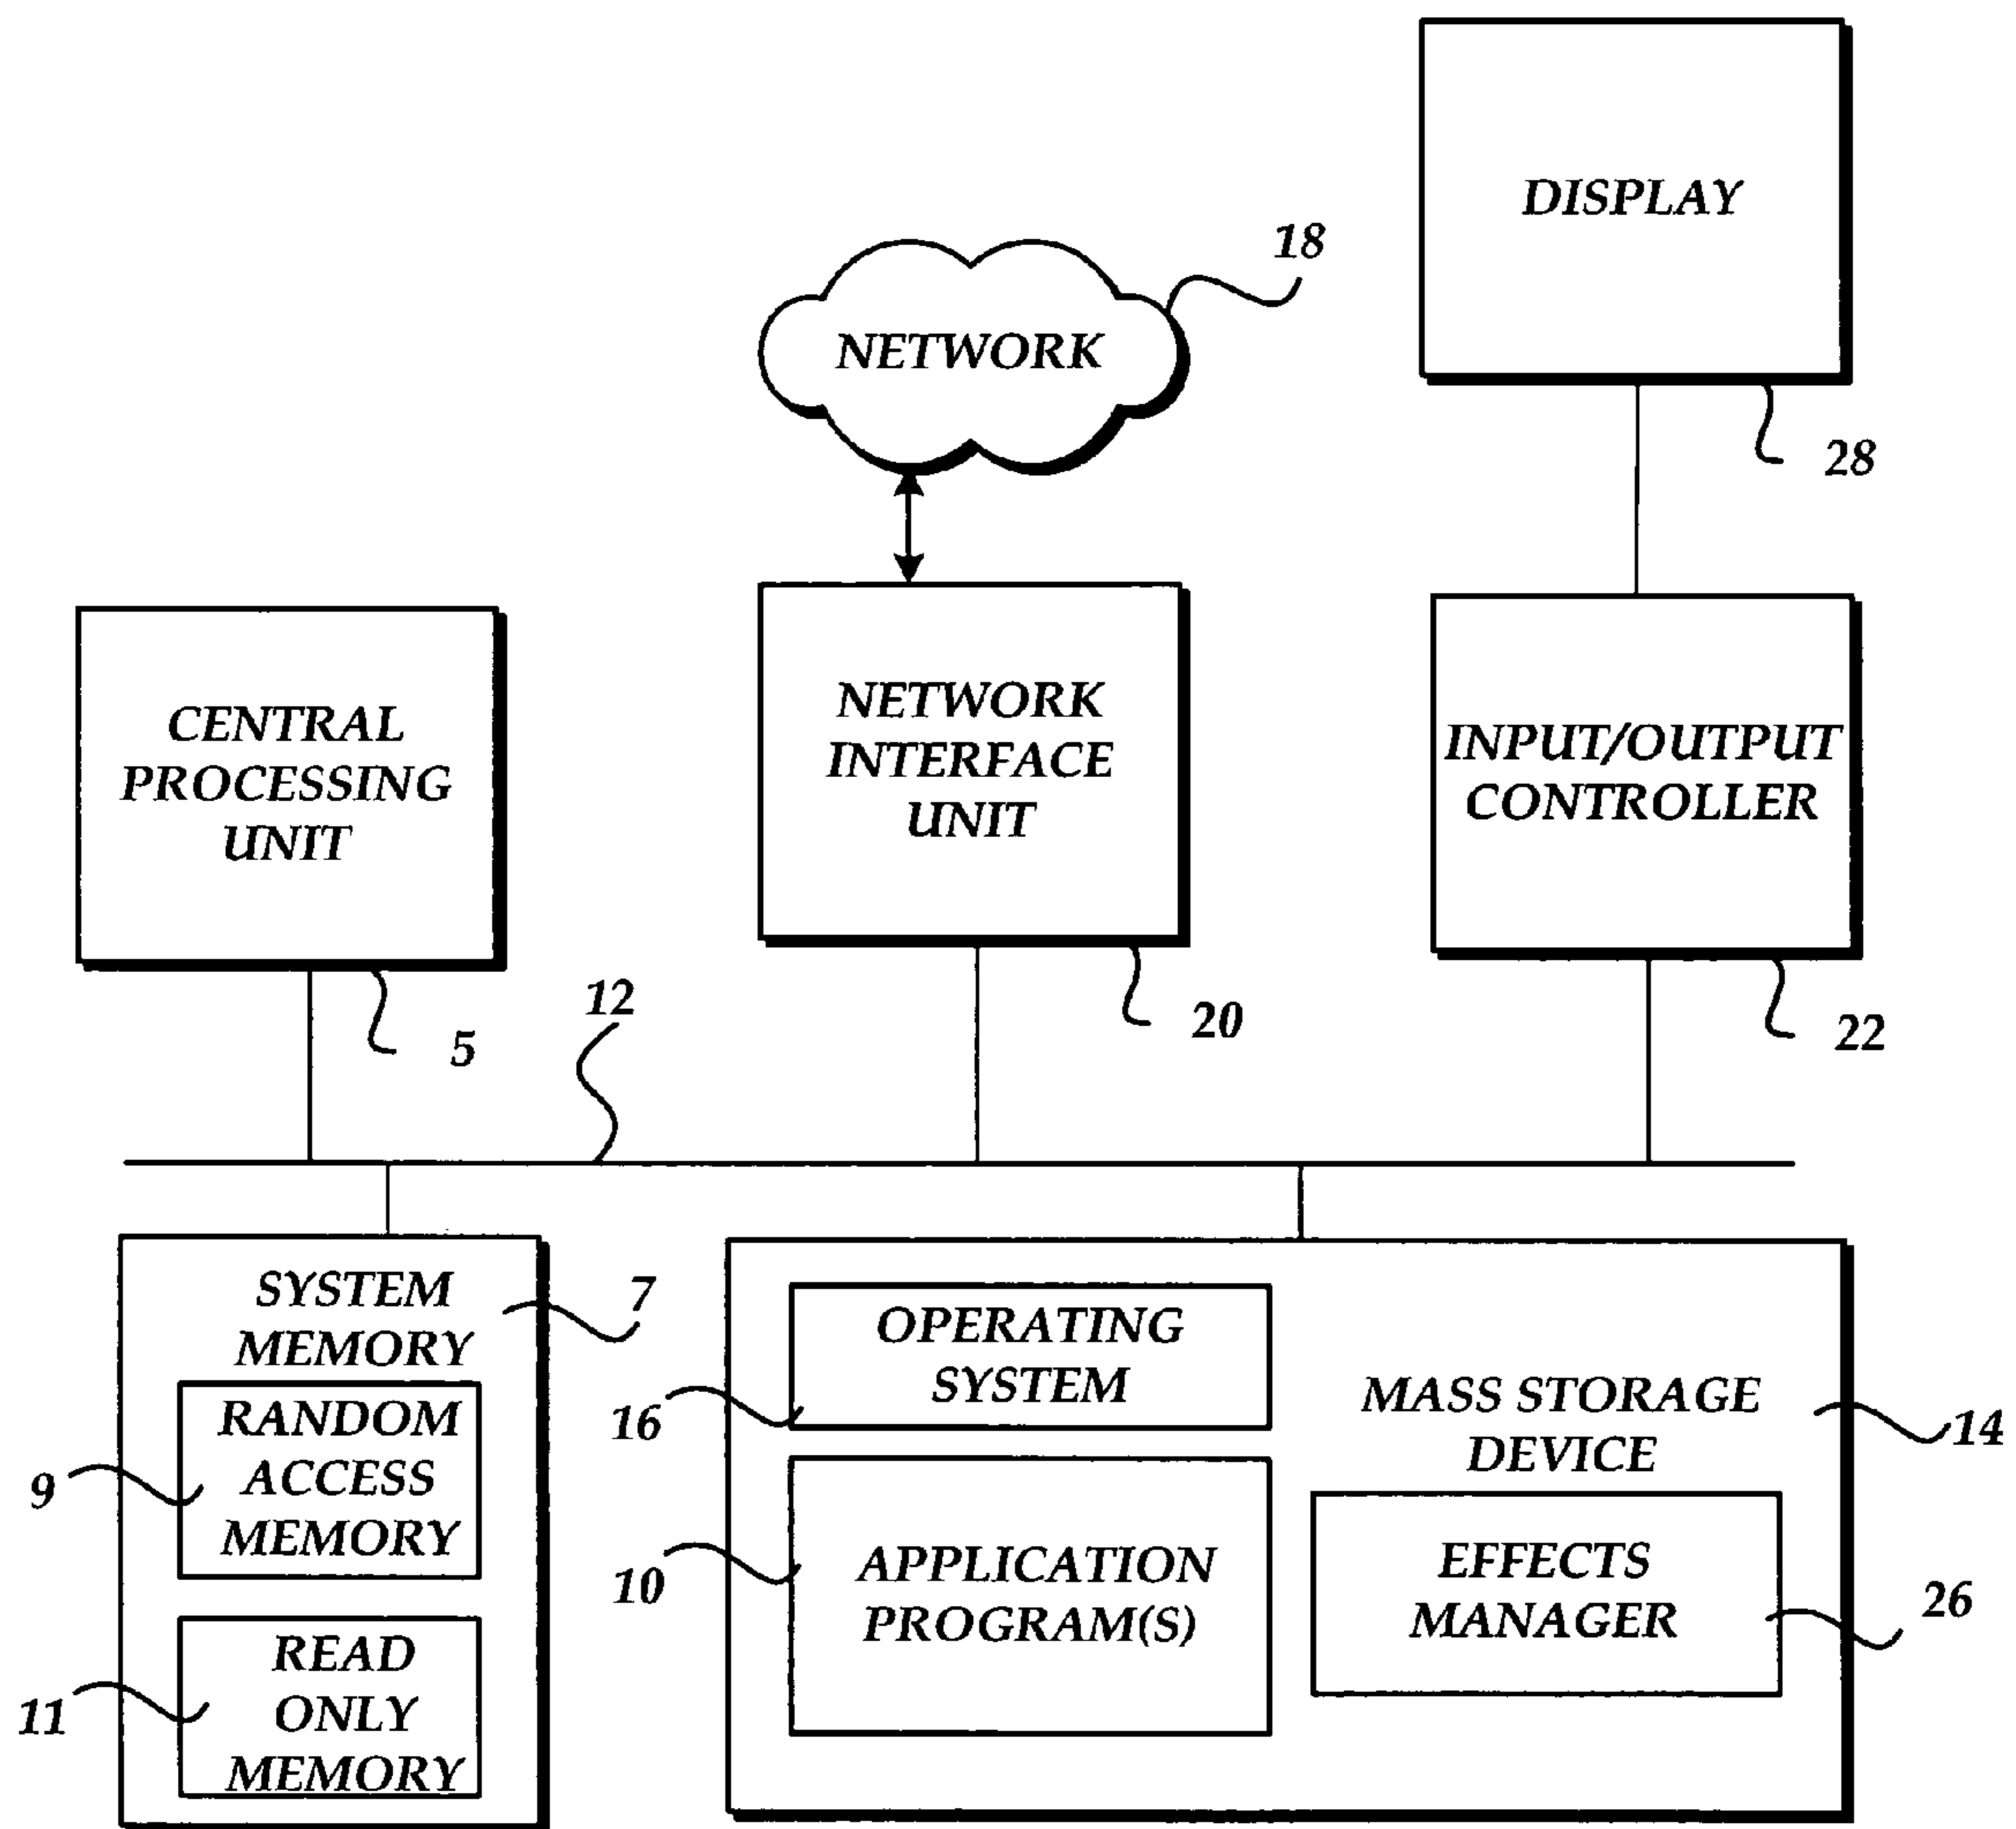 DISPLAY
28
NETWORK
18
CENTRAL
PROCESSING
UNIT
5
NETWORK
INTERFACE
UNIT
20
INPUT/OUTPUT
CONTROLLER
22
12
SYSTEM
MEMORY
7
RANDOM
ACCESS
MEMORY
9
READ
ONLY
MEMORY
11
OPERATING
SYSTEM
16
MASS STORAGE
DEVICE
14
APPLICATION
PROGRAM(S)
10
EFFECTS
MANAGER
26